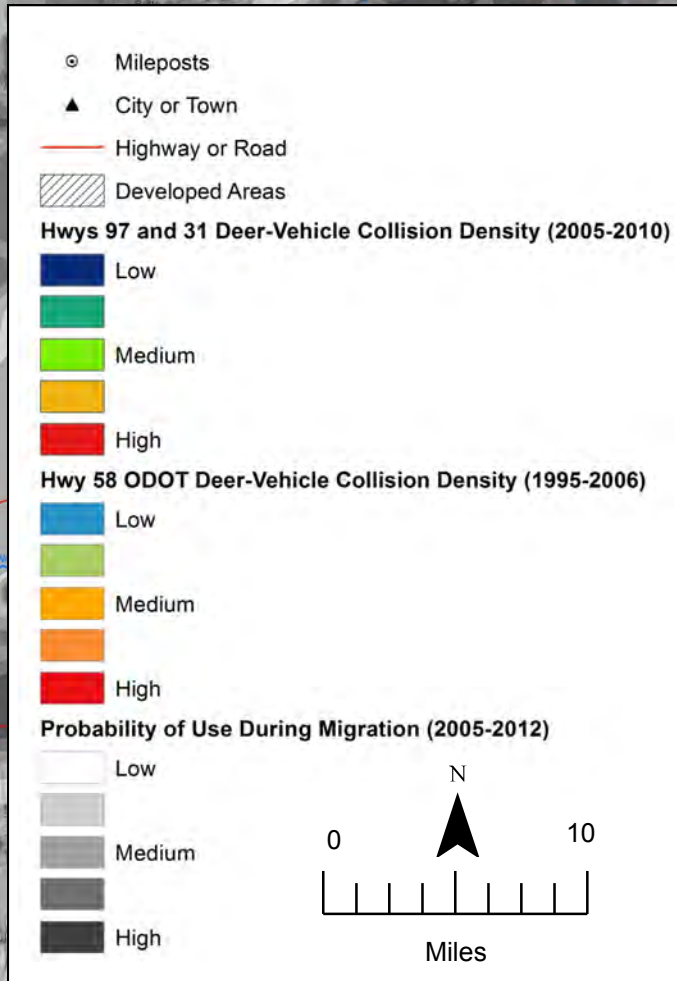 Mileposts
City or Town
Highway or Road
Developed Areas
Hwys 97 and 31 Deer-Vehicle Collision Density (2005-2010)
Low
Medium
High
Hwy 58 ODOT Deer-Vehicle Collision Density (1995-2006)
Low
Medium
High
Probability of Use During Migration (2005-2012)
Low
Medium
High
N
0 10
Miles